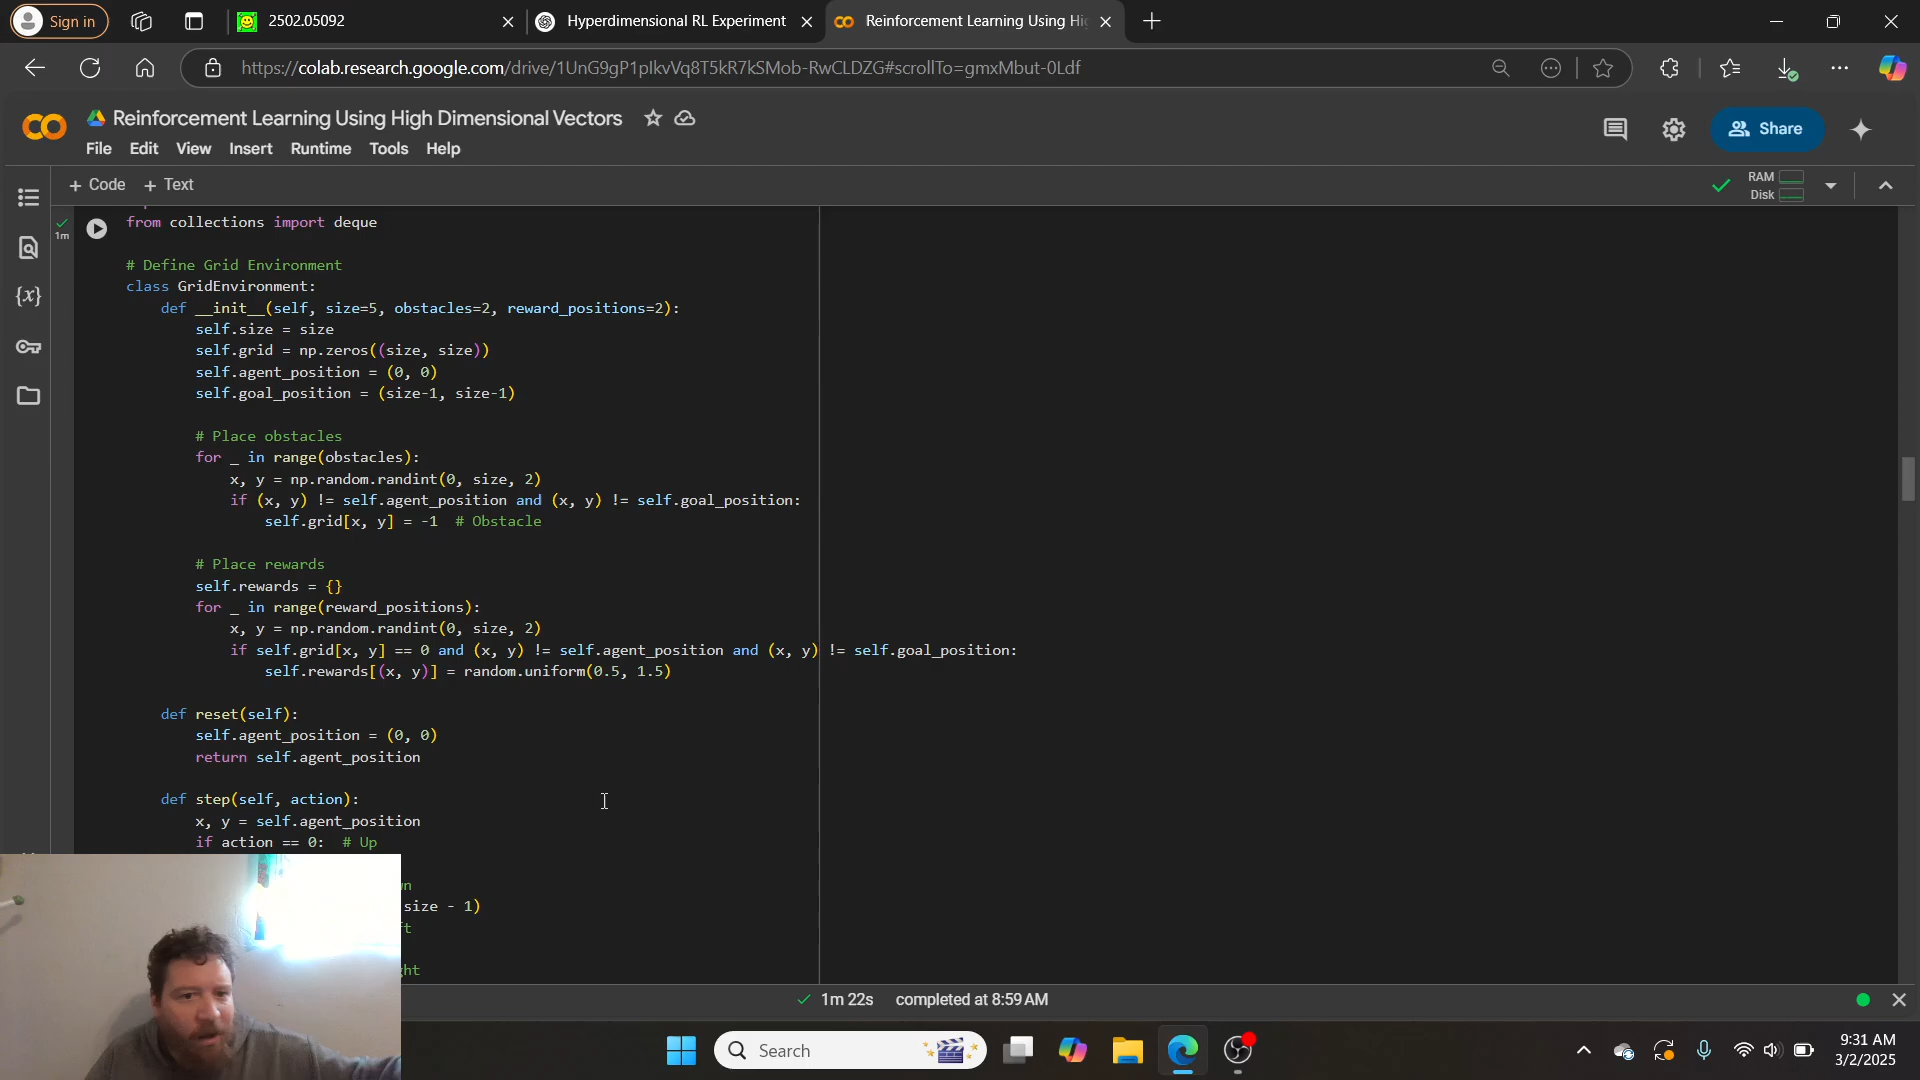 Sign in
2502.05092
Hyperdimensional RL Experiment
Reinforcement Learning Using Hi
https://colab.research.google.com/drive/1UnG9gP1plkvVq8T5kR7kSMob-RwCLDZG#scrollTo=gmxMbut-0Ldf
Reinforcement Learning Using High Dimensional Vectors
File Edit View Insert Runtime Tools Help
Share
+ Code + Text
RAM
Disk
1m
from collections import deque
# Define Grid Environment
class GridEnvironment:
def __init__(self, size=5, obstacles=2, reward_positions=2):
self.size = size
self.grid = np.zeros((size, size))
self.agent_position = (0, 0)
self.goal_position = (size-1, size-1)
# Place obstacles
for _ in range(obstacles):
x, y = np.random.randint(0, size, 2)
if (x, y) != self.agent_position and (x, y) != self.goal_position:
self.grid[x, y] = -1 # Obstacle
# Place rewards
self.rewards = {}
for _ in range(reward_positions):
x, y = np.random.randint(0, size, 2)
if self.grid[x, y] == 0 and (x, y) != self.agent_position and (x, y) != self.goal_position:
self.rewards[(x, y)] = random.uniform(0.5, 1.5)
def reset(self):
self.agent_position = (0, 0)
return self.agent_position
def step(self, action):
x, y = self.agent_position
if action == 0: # Up
wn
size - 1)
ft
ght
1m 22s completed at 8:59 AM
Search
9:31 AM
3/2/2025